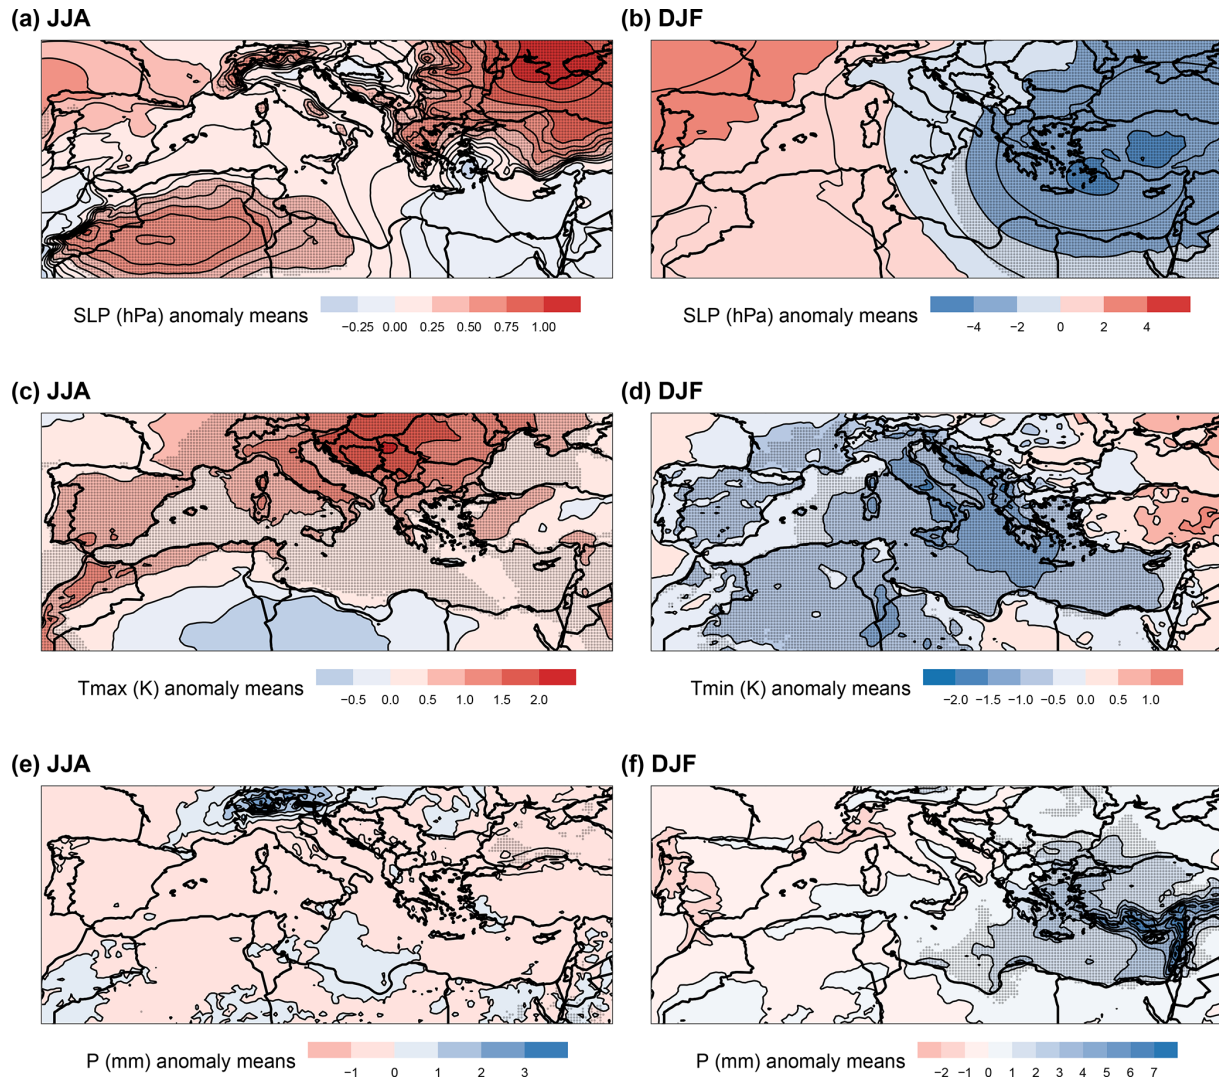 (a) JJA
(b) DJF
SLP (hPa) anomaly means
−0.25 0.00 0.25 0.50 0.75 1.00
SLP (hPa) anomaly means
−4 −2 0 2 4
(c) JJA
(d) DJF
Tmax (K) anomaly means
−0.5 0.0 0.5 1.0 1.5 2.0
Tmin (K) anomaly means
−2.0 −1.5 −1.0 −0.5 0.0 0.5 1.0
(e) JJA
(f) DJF
P (mm) anomaly means
−1 0 1 2 3
P (mm) anomaly means
−2 −1 0 1 2 3 4 5 6 7